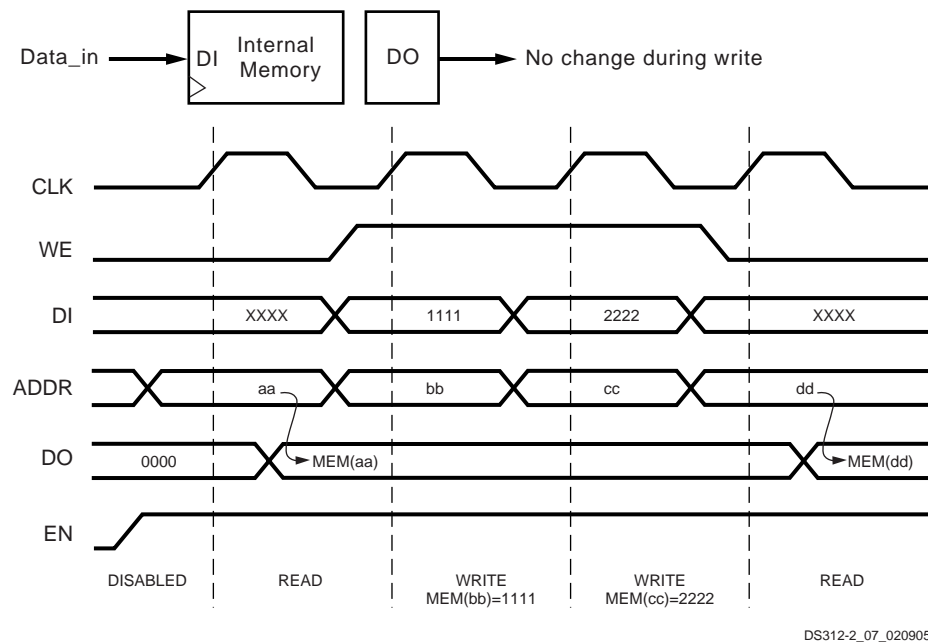 Data_in
DI
Internal
Memory
DO
No change during write
CLK
WE
DI
XXXX
1111
2222
XXXX
ADDR
aa
bb
cc
dd
DO
0000
MEM(aa)
MEM(dd)
EN
DISABLED
READ
WRITE
MEM(bb)=1111
WRITE
MEM(cc)=2222
READ
DS312-2_07_020905